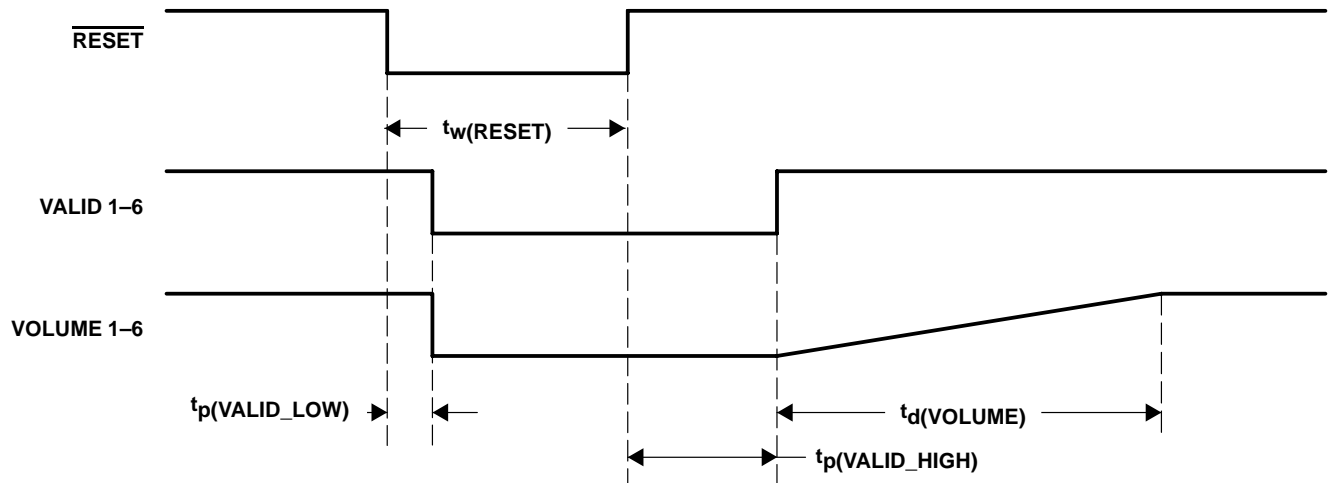 RESET
tw(RESET)
VALID 1–6
VOLUME 1–6
tp(VALID_LOW)
td(VOLUME)
tp(VALID_HIGH)